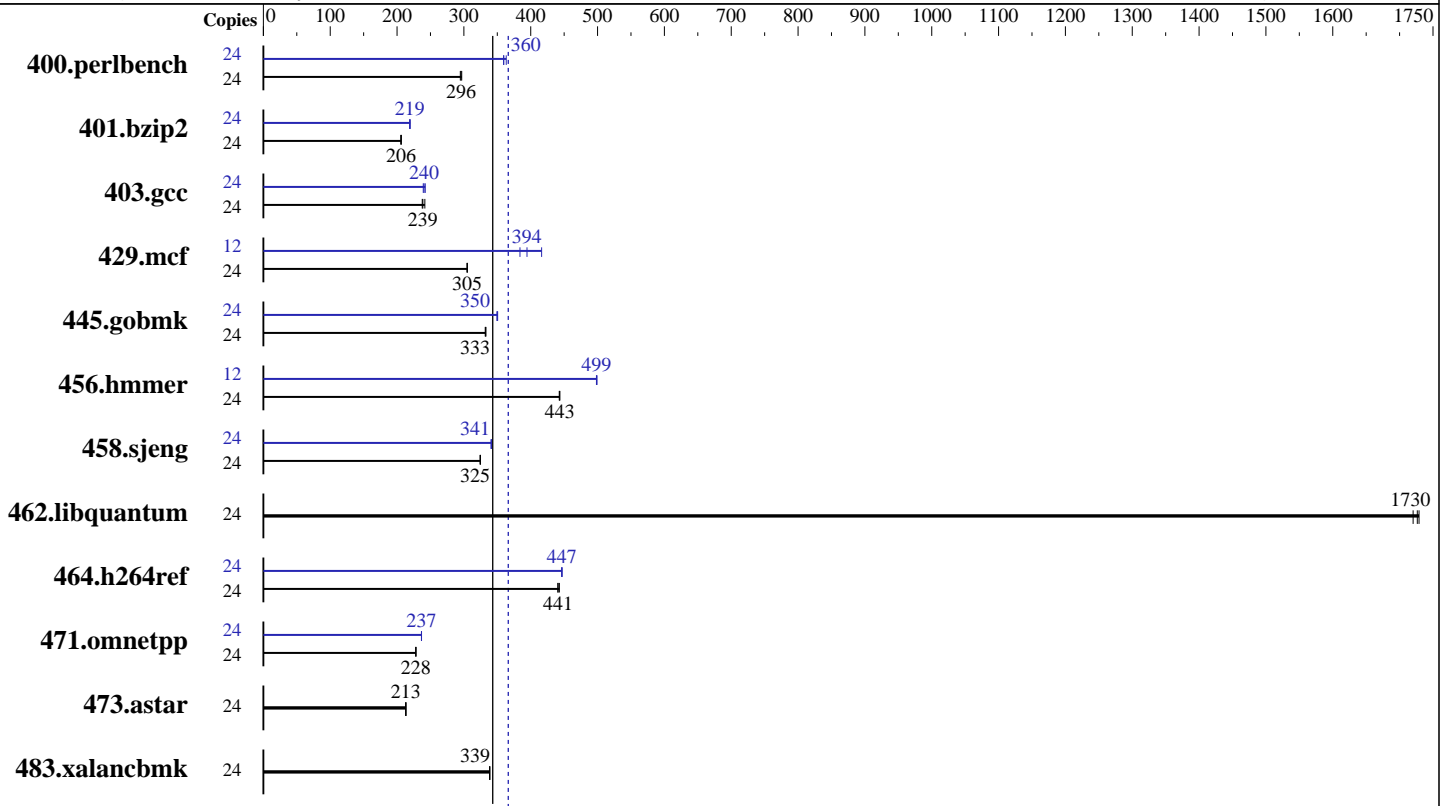 Copies 0 100 200 300 400 500 600 700 800 900 1000 1100 1200 1300 1400 1500 1600 1750
400.perlbench 24 360
24 296
401.bzip2 24 219
24 206
403.gcc 24 240
24 239
429.mcf 12 394
24 305
445.gobmk 24 350
24 333
456.hmmer 12 499
24 443
458.sjeng 24 341
24 325
462.libquantum 24 1730
464.h264ref 24 447
24 441
471.omnetpp 24 237
24 228
473.astar 24 213
483.xalancbmk 24 339